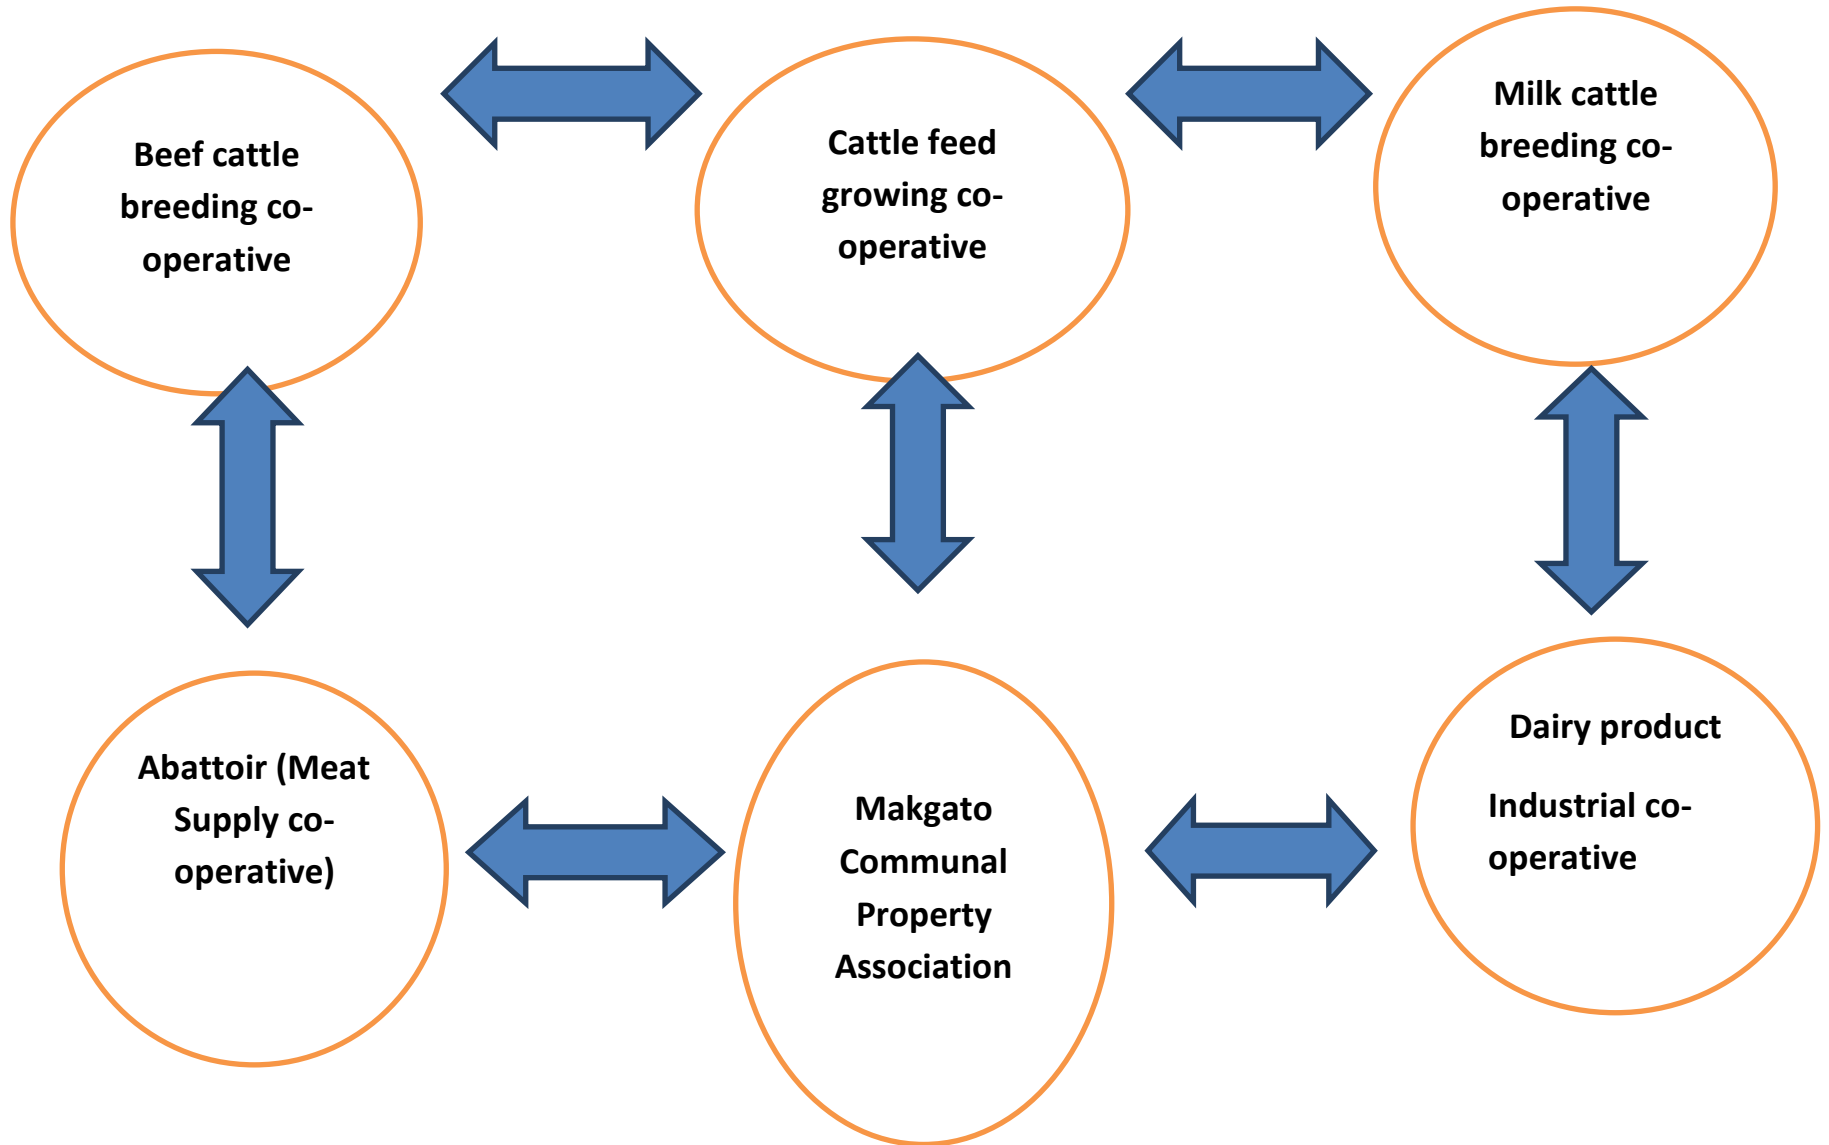 Beef cattle
breeding co-
operative
Cattle feed
growing co-
operative
Milk cattle
breeding co-
operative
Abattoir (Meat
Supply co-
operative)
Makgato
Communal
Property
Association
Dairy product
Industrial co-
operative